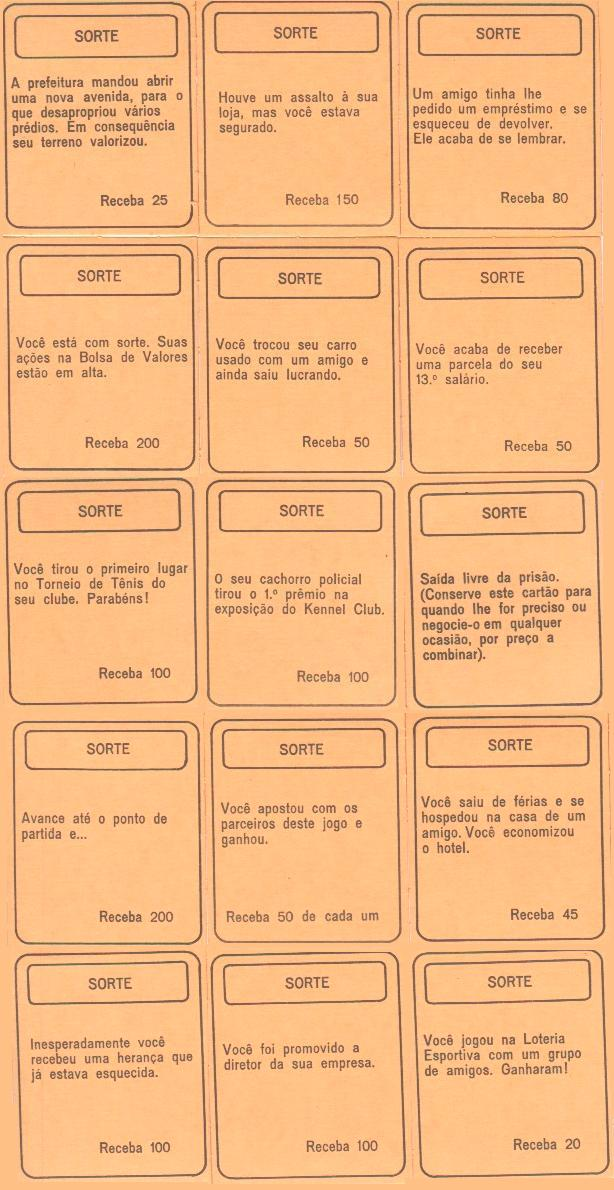 SORTE
A prefeitura mandou abrir
uma nova avenida, para o
que desapropriou vários
prédios. Em consequência
seu terreno valorizou.
Receba 25
SORTE
Houve um assalto à sua
loja, mas você estava
segurado.
Receba 150
SORTE
Um amigo tinha lhe
pedido um empréstimo e se
esqueceu de devolver.
Ele acaba de se lembrar.
Receba 80
SORTE
Você está com sorte. Suas
ações na Bolsa de Valores
estão em alta.
Receba 200
SORTE
Você trocou seu carro
usado com um amigo e
ainda saiu lucrando.
Receba 50
SORTE
Você acaba de receber
uma parcela do seu
13.º salário.
Receba 50
SORTE
Você tirou o primeiro lugar
no Torneio de Tênis do
seu clube. Parabéns!
Receba 100
SORTE
O seu cachorro policial
tirou o 1.º prêmio na
exposição do Kennel Club.
Receba 100
SORTE
Saída livre da prisão.
(Conserve este cartão para
quando lhe for preciso ou
negocie-o em qualquer
ocasião, por preço a
combinar).
SORTE
Avance até o ponto de
partida e...
Receba 200
SORTE
Você apostou com os
parceiros deste jogo e
ganhou.
Receba 50 de cada um
SORTE
Você saiu de férias e se
hospedou na casa de um
amigo. Você economizou
o hotel.
Receba 45
SORTE
Inesperadamente você
recebeu uma herança que
já estava esquecida.
Receba 100
SORTE
Você foi promovido a
diretor da sua empresa.
Receba 100
SORTE
Você jogou na Loteria
Esportiva com um grupo
de amigos. Ganharam!
Receba 20